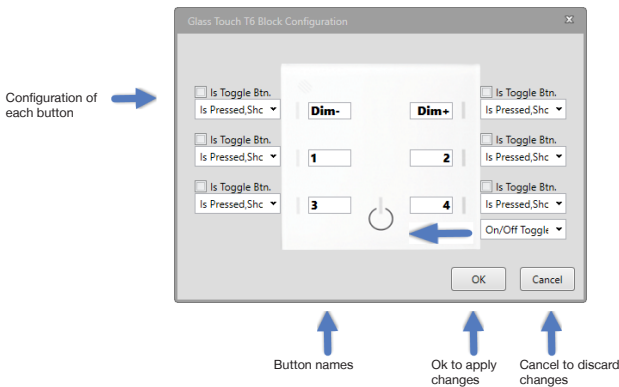 Glass Touch T6 Block Configuration
x
Configuration of
each button
Is Toggle Btn.
Is Pressed,Shc
Dim-
Dim+
Is Toggle Btn.
Is Pressed,Shc
Is Toggle Btn.
Is Pressed,Shc
1
2
Is Toggle Btn.
Is Pressed,Shc
Is Toggle Btn.
Is Pressed,Shc
3
4
Is Toggle Btn.
Is Pressed,Shc
On/Off Toggle
OK
Cancel
Button names
Ok to apply
changes
Cancel to discard
changes